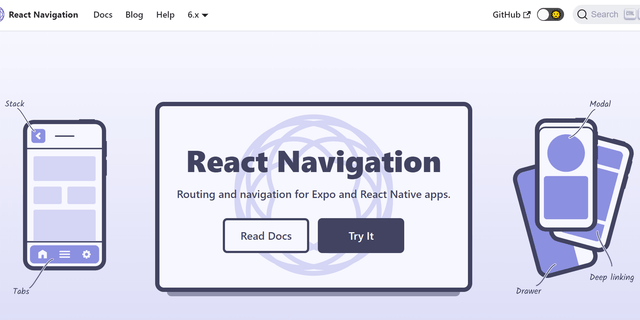 React Navigation Docs Blog Help 6.x GitHub Search
Stack
Modal
React Navigation
Routing and navigation for Expo and React Native apps.
Read Docs Try It
Tabs
Drawer
Deep linking